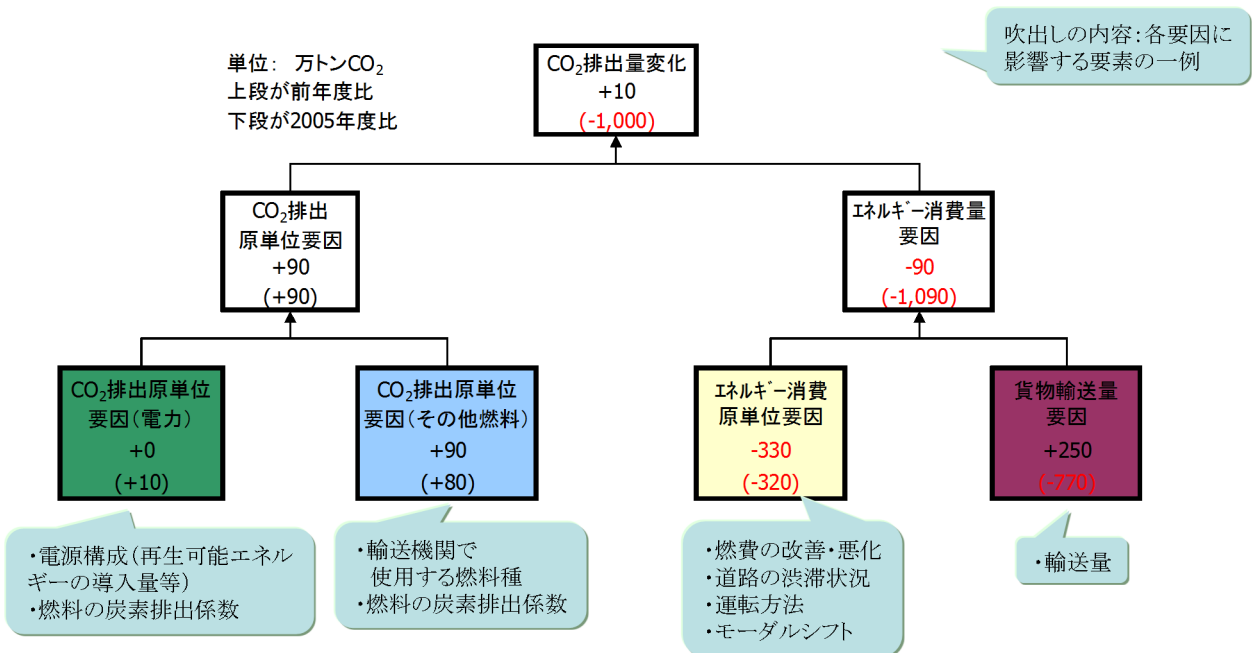 単位： 万トンCO₂
上段が前年度比
下段が2005年度比
CO₂排出量変化
+10
(-1,000)
吹出しの内容：各要因に
影響する要素の一例
CO₂排出
原単位要因
+90
(+90)
ｴﾈﾙｷﾞｰ消費量
要因
-90
(-1,090)
CO₂排出原単位
要因（電力）
+0
(+10)
CO₂排出原単位
要因（その他燃料）
+90
(+80)
ｴﾈﾙｷﾞｰ消費
原単位要因
-330
(-320)
貨物輸送量
要因
+250
(-770)
・電源構成（再生可能エネル
ギーの導入量等）
・燃料の炭素排出係数
・輸送機関で
使用する燃料種
・燃料の炭素排出係数
・燃費の改善・悪化
・道路の渋滞状況
・運転方法
・モーダルシフト
・輸送量